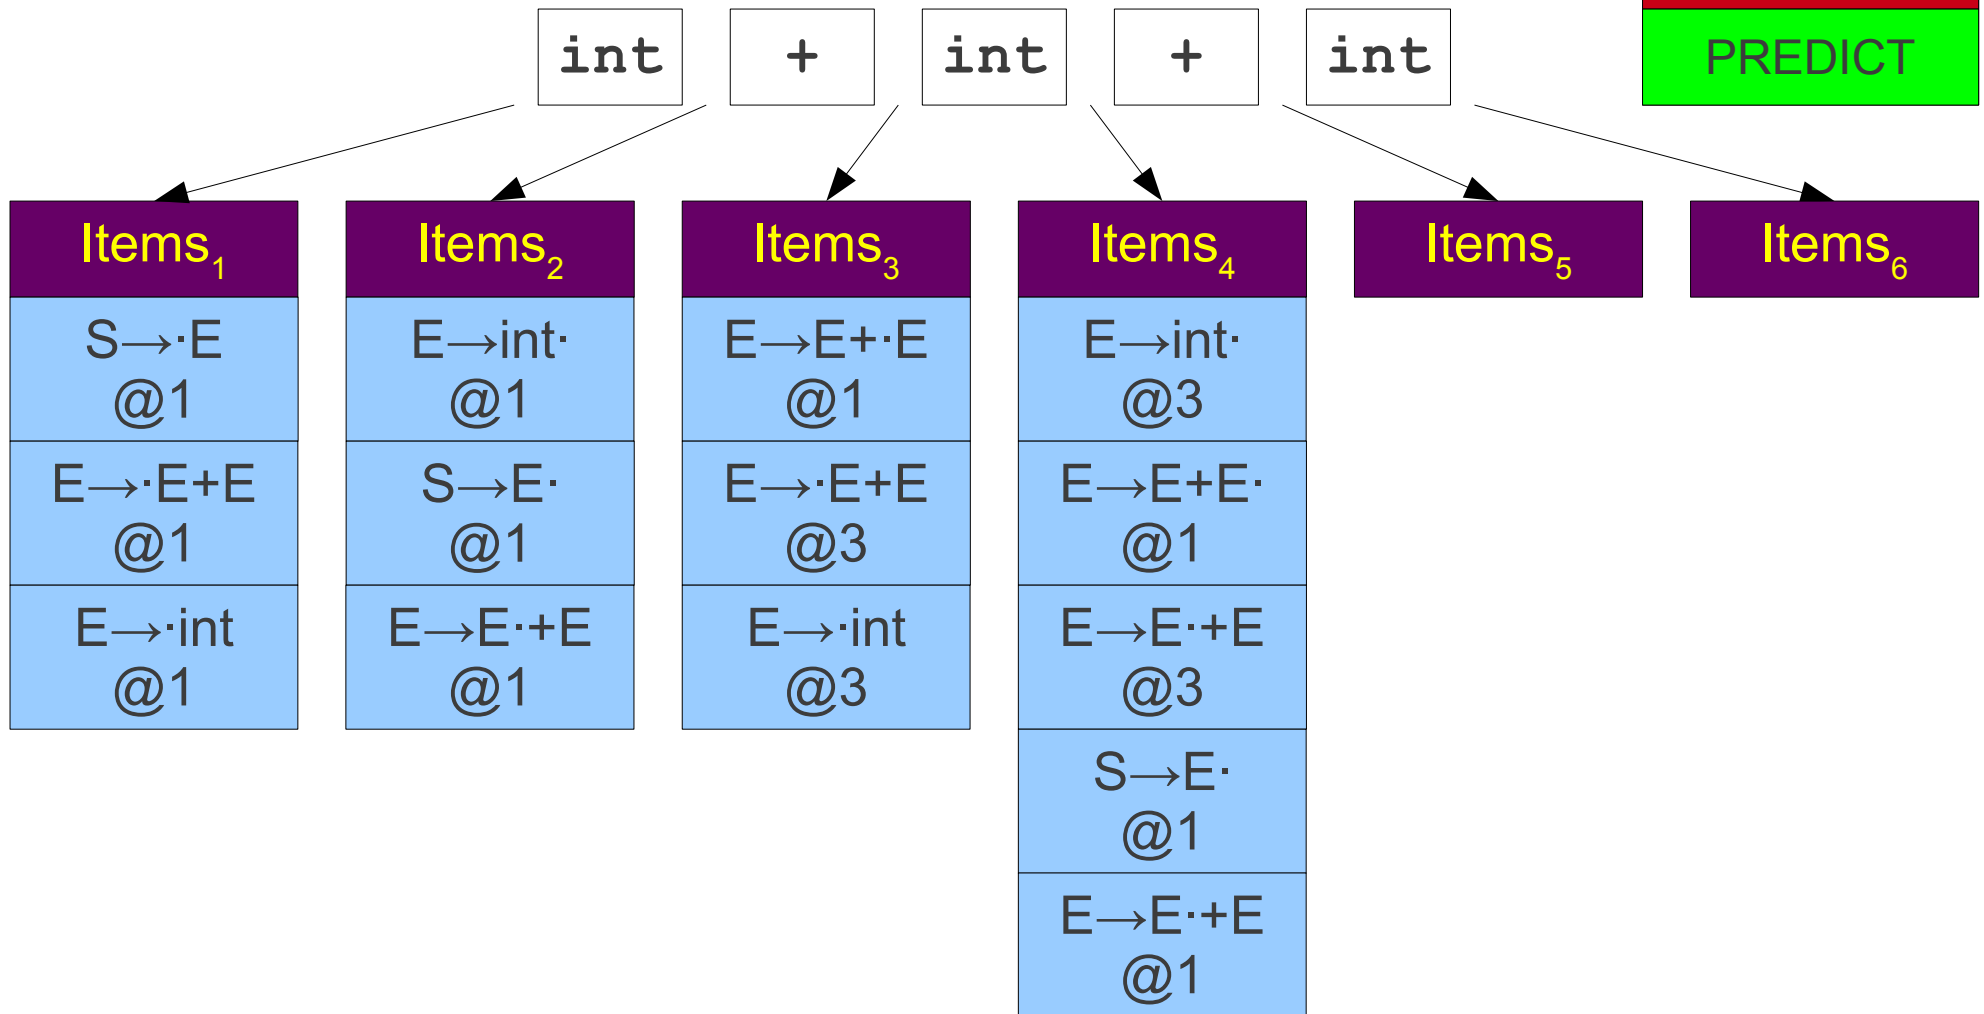 int + int + int PREDICT
Items₁ Items₂ Items₃ Items₄ Items₅ Items₆
S→·E E→int· E→E+·E E→int·
@1 @1 @1 @3
E→·E+E S→E· E→·E+E E→E+E·
@1 @1 @3 @1
E→·int E→E·+E E→·int E→E·+E
@1 @1 @3 @3
S→E·
@1
E→E·+E
@1